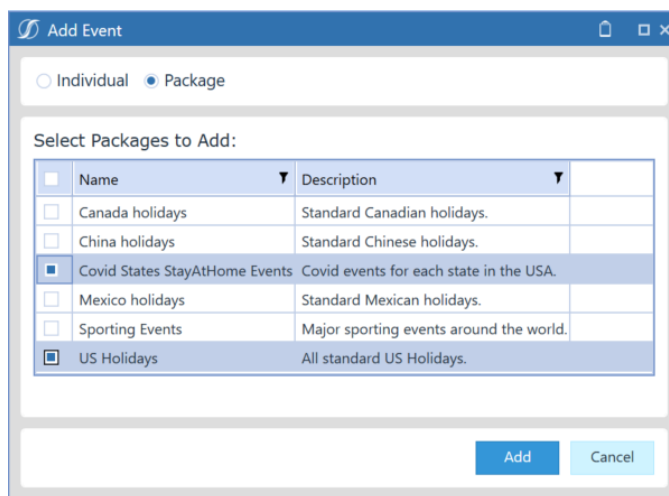 Add Event
Individual Package
Select Packages to Add:
Name Description
Canada holidays Standard Canadian holidays.
China holidays Standard Chinese holidays.
Covid States StayAtHome Events Covid events for each state in the USA.
Mexico holidays Standard Mexican holidays.
Sporting Events Major sporting events around the world.
US Holidays All standard US Holidays.
Add Cancel